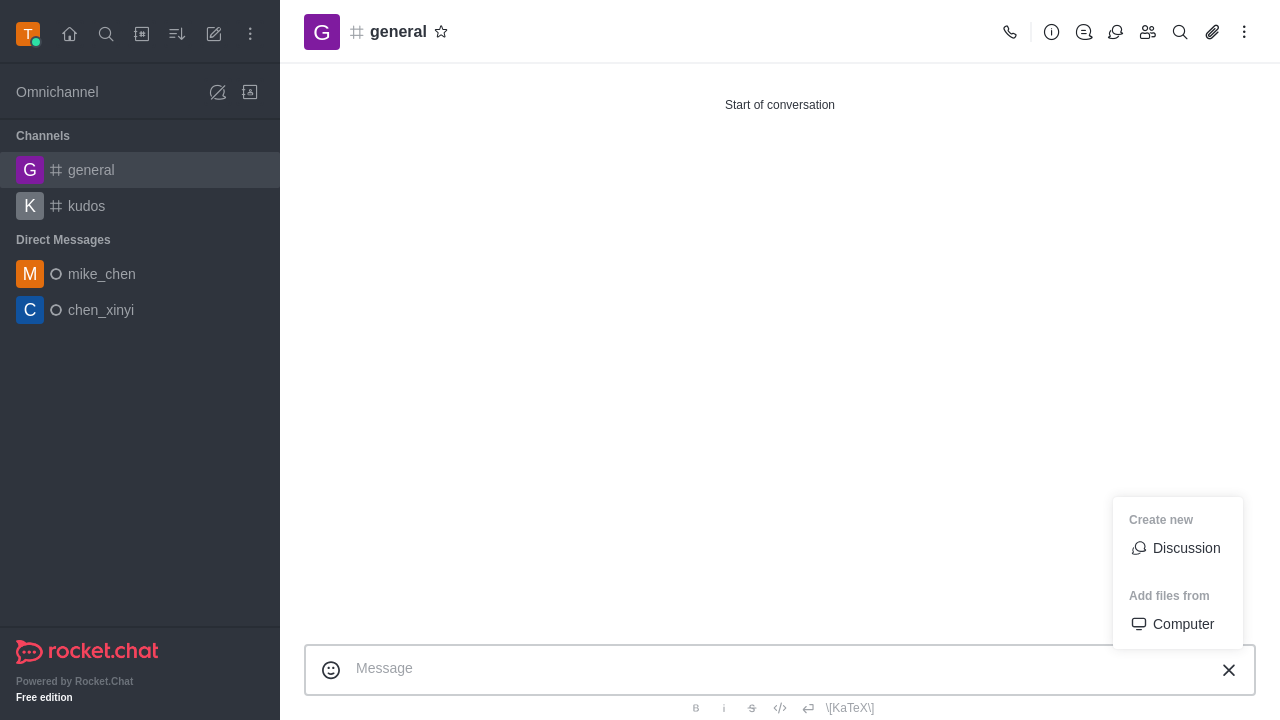 T
Omnichannel
Channels
G general
K kudos
Direct Messages
M mike_chen
C chen_xinyi
rocket.chat
Powered by Rocket.Chat
Free edition
G general
Start of conversation
Create new
Discussion
Add files from
Computer
Message
B i S \[KaTeX\]